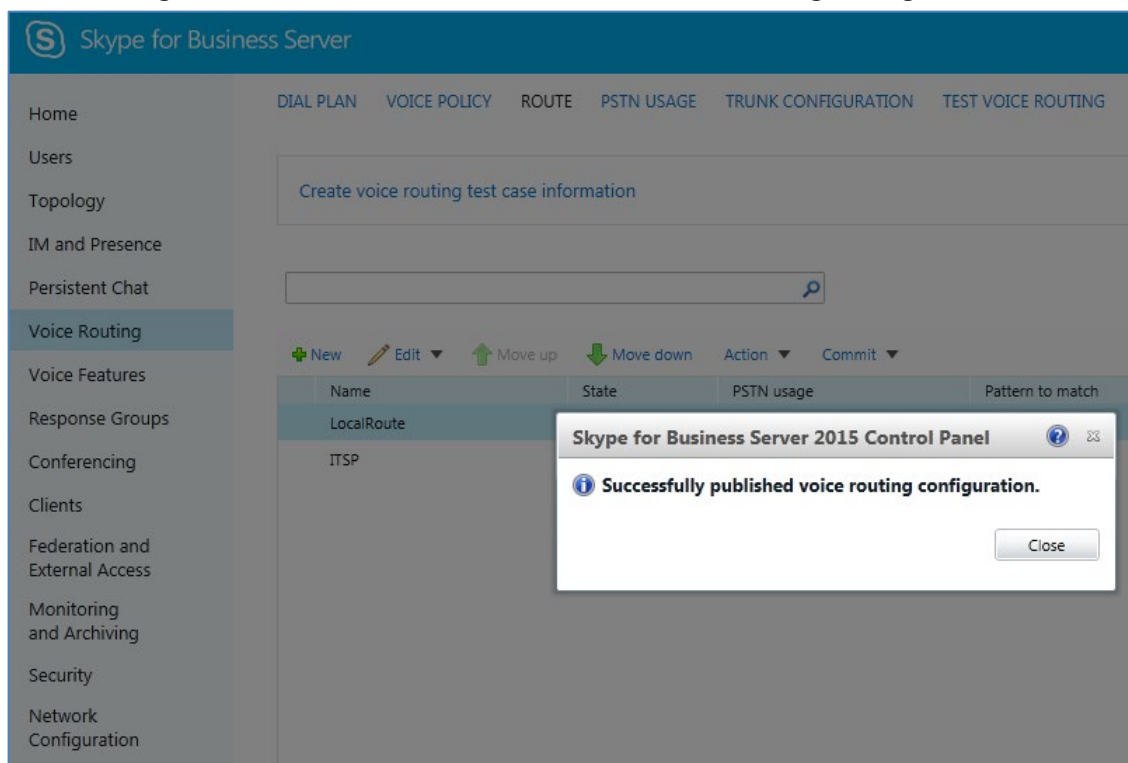 Skype for Business Server
Home
Users
Topology
IM and Presence
Persistent Chat
Voice Routing
Voice Features
Response Groups
Conferencing
Clients
Federation and
External Access
Monitoring
and Archiving
Security
Network
Configuration
DIAL PLAN VOICE POLICY ROUTE PSTN USAGE TRUNK CONFIGURATION TEST VOICE ROUTING
Create voice routing test case information
New Edit Move up Move down Action Commit
Name State PSTN usage Pattern to match
LocalRoute
ITSP
Skype for Business Server 2015 Control Panel
Successfully published voice routing configuration.
Close